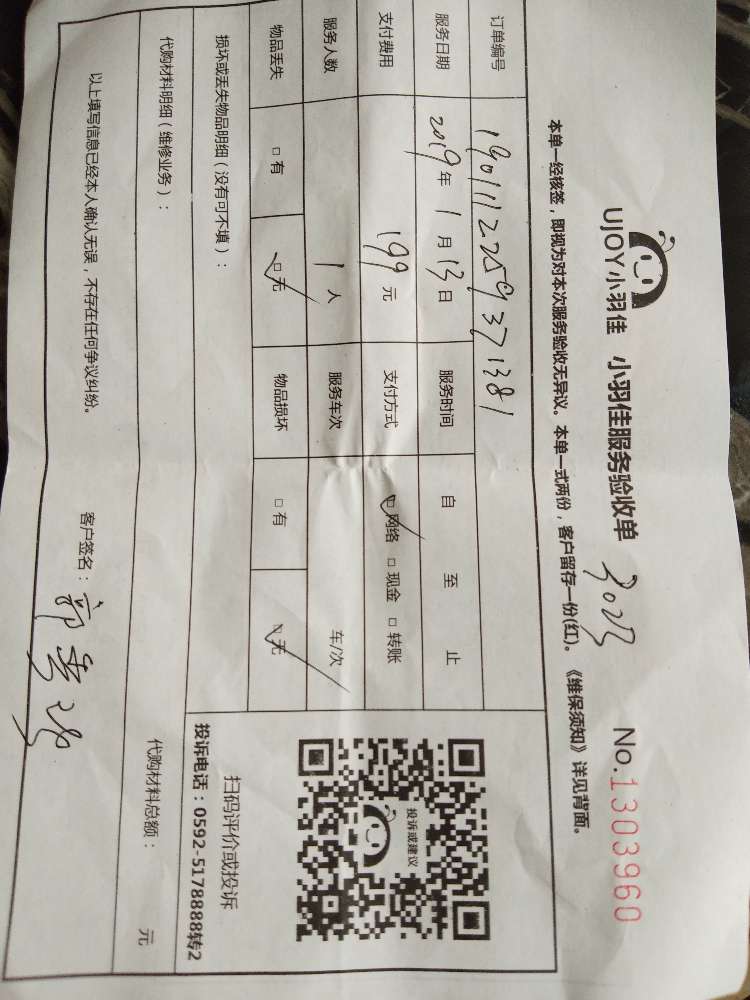 UJOY小羽佳 小羽佳服务验收单 No.1303960
本单一经核签，即视为对本次服务验收无异议。本单一式两份，客户留存一份(红)。《维保须知》详见背面。
订单编号 1901112259371381
服务日期 2019年1月13日 服务时间 自 至 止
支付费用 199元 支付方式 □网络 □现金 □转账
服务人数 1人 服务车次 车/次
物品丢失 □有 □无 物品损坏 □有 □无
损坏或丢失物品明细（没有可不填）：
代购材料明细（维修业务）： 代购材料总额： 元
以上填写信息已经本人确认无误，不存在任何争议纠纷。 客户签名：
投诉或建议
扫码评价或投诉
投诉电话：0592-5178888转2